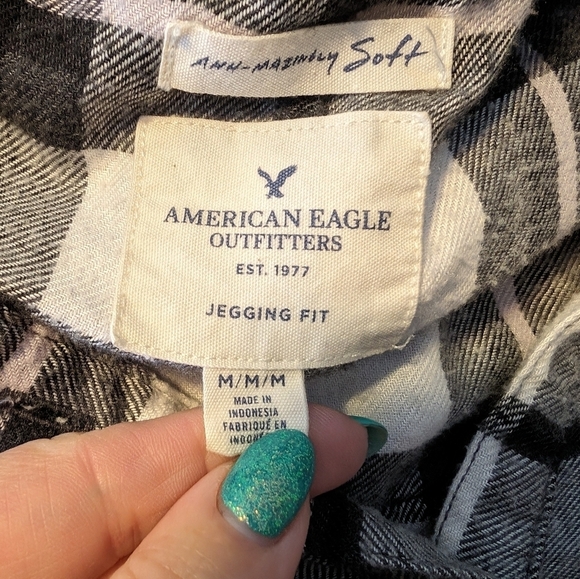 AHH-MAZINGLY Soft
AMERICAN EAGLE
OUTFITTERS
EST. 1977
JEGGING FIT
M/M/M
MADE IN
INDONESIA
FABRIQUÉ EN